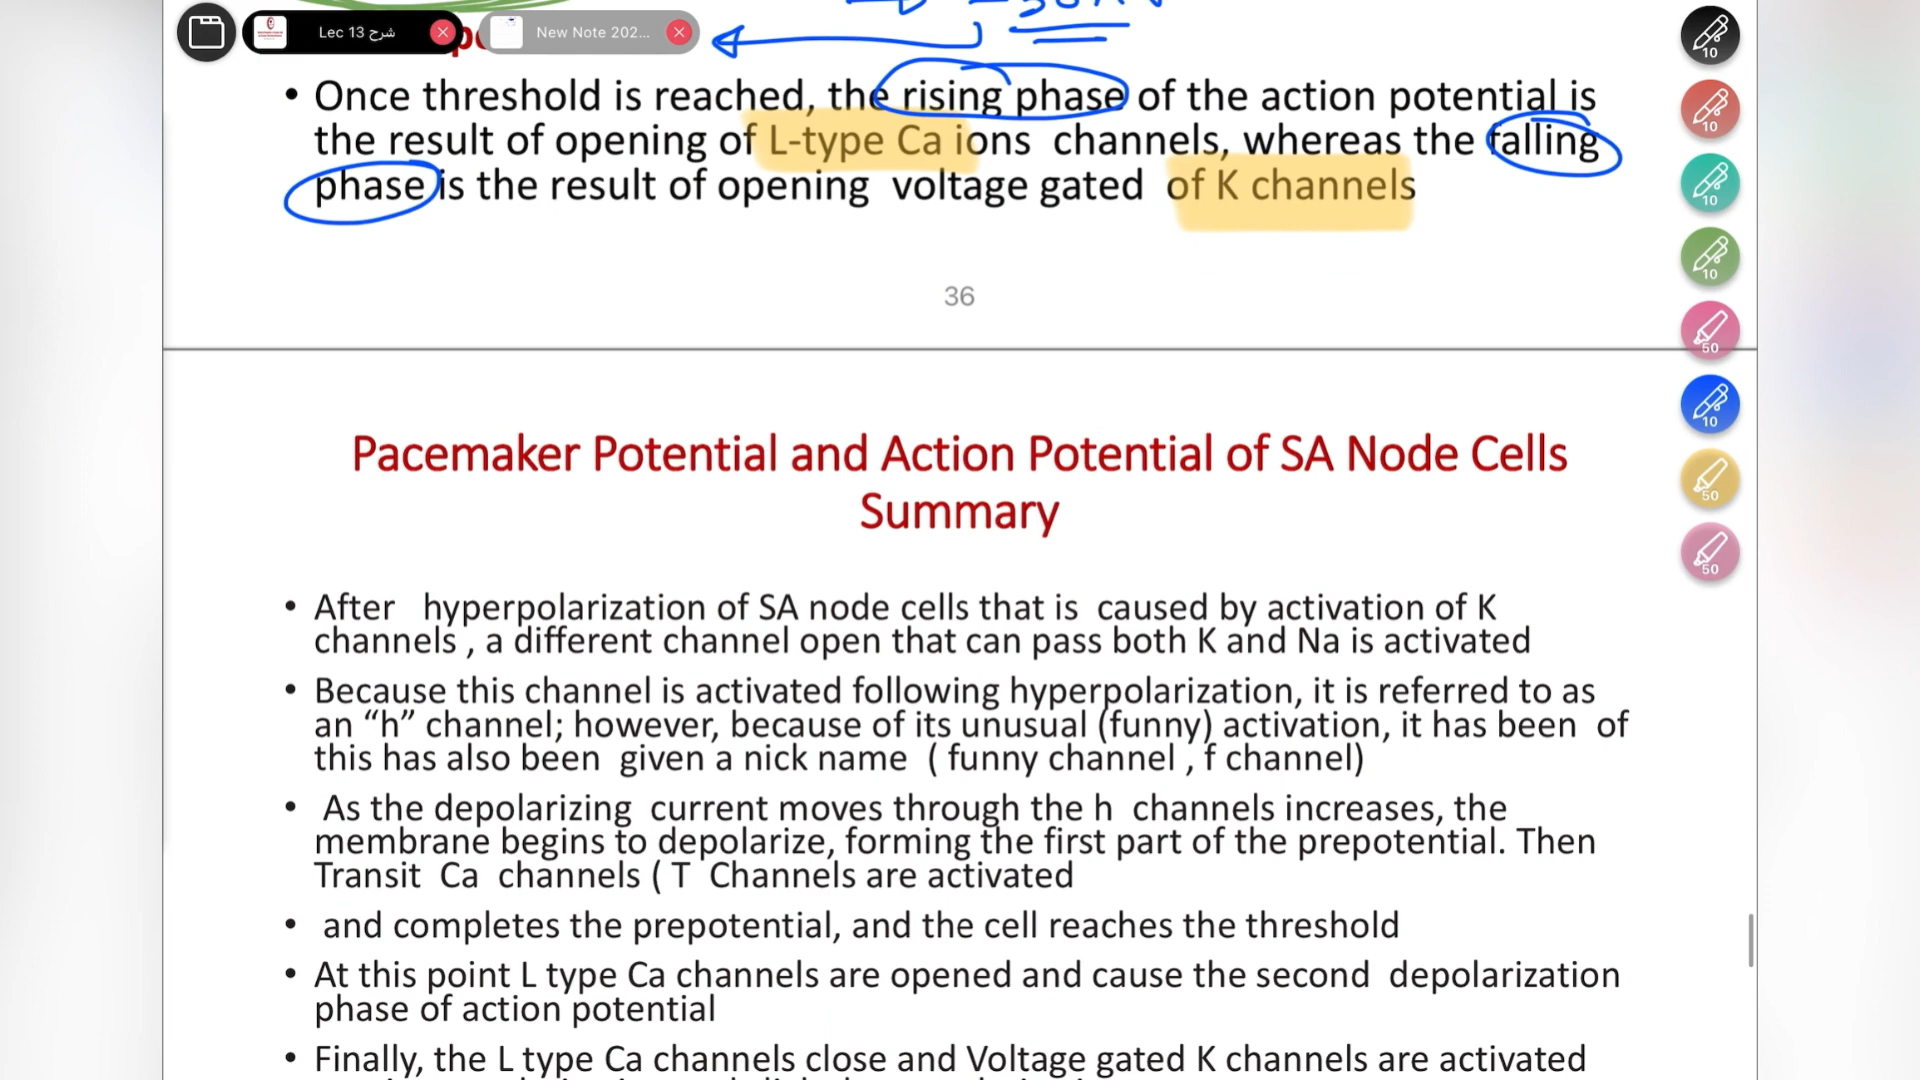 Lec 13 شرح
New Note 202...
• Once threshold is reached, the rising phase of the action potential is
the result of opening of L-type Ca ions channels, whereas the falling
phase is the result of opening voltage gated of K channels
36
Pacemaker Potential and Action Potential of SA Node Cells
Summary
• After hyperpolarization of SA node cells that is caused by activation of K
channels , a different channel open that can pass both K and Na is activated
• Because this channel is activated following hyperpolarization, it is referred to as
an “h” channel; however, because of its unusual (funny) activation, it has been of
this has also been given a nick name ( funny channel , f channel)
• As the depolarizing current moves through the h channels increases, the
membrane begins to depolarize, forming the first part of the prepotential. Then
Transit Ca channels ( T Channels are activated
• and completes the prepotential, and the cell reaches the threshold
• At this point L type Ca channels are opened and cause the second depolarization
phase of action potential
• Finally, the L type Ca channels close and Voltage gated K channels are activated
10
10
10
10
50
10
50
50